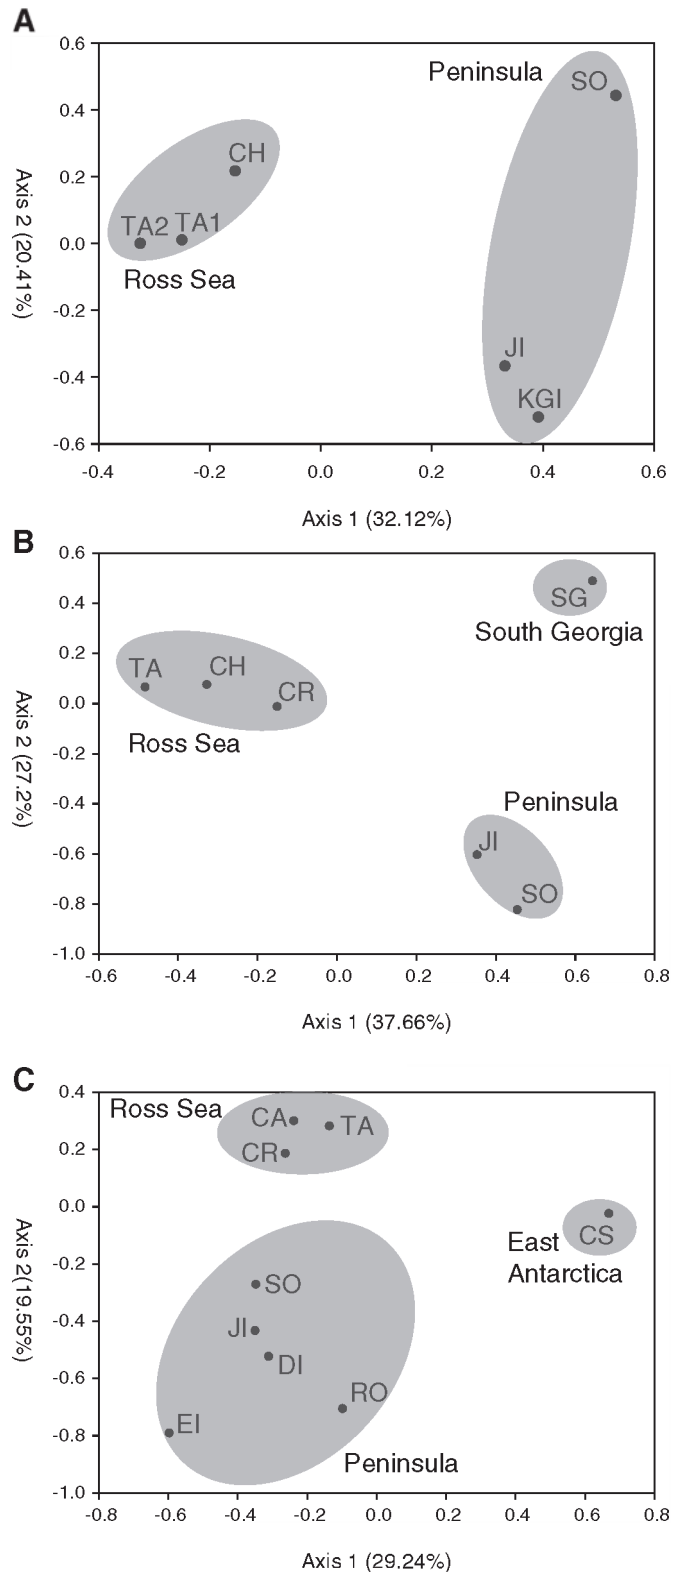 A
0.6
0.4
0.2
0.0
-0.2
-0.4
-0.6
Axis 2 (20.41%)
Peninsula
SO
CH
TA2 TA1
Ross Sea
JI
KGI
-0.4 -0.2 0.0 0.2 0.4 0.6
Axis 1 (32.12%)
B
0.6
0.4
0.2
0.0
-0.2
-0.4
-0.6
-0.8
-1.0
Axis 2 (27.2%)
SG
South Georgia
TA CH CR
Ross Sea
Peninsula
JI
SO
-0.6 -0.4 -0.2 0.0 0.2 0.4 0.6 0.8
Axis 1 (37.66%)
C
0.4
0.2
0.0
-0.2
-0.4
-0.6
-0.8
-1.0
Axis 2(19.55%)
Ross Sea
CA TA
CR
CS
East
Antarctica
SO
JI
DI
RO
EI
Peninsula
-0.8 -0.6 -0.4 -0.2 0.0 0.2 0.4 0.6 0.8
Axis 1 (29.24%)